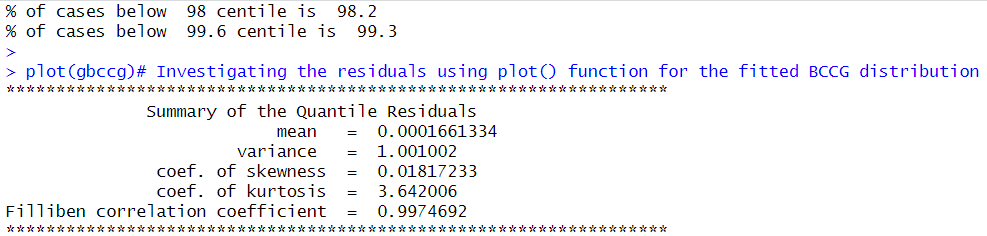 % of cases below  98 centile is  98.2
% of cases below  99.6 centile is  99.3
>
> plot(gbccg)# Investigating the residuals using plot() function for the fitted BCCG distribution
******************************************************************
              Summary of the Quantile Residuals
                           mean   =  0.0001661334
                       variance   =  1.001002
               coef. of skewness  =  0.01817233
               coef. of kurtosis  =  3.642006
Filliben correlation coefficient  =  0.9974692
******************************************************************